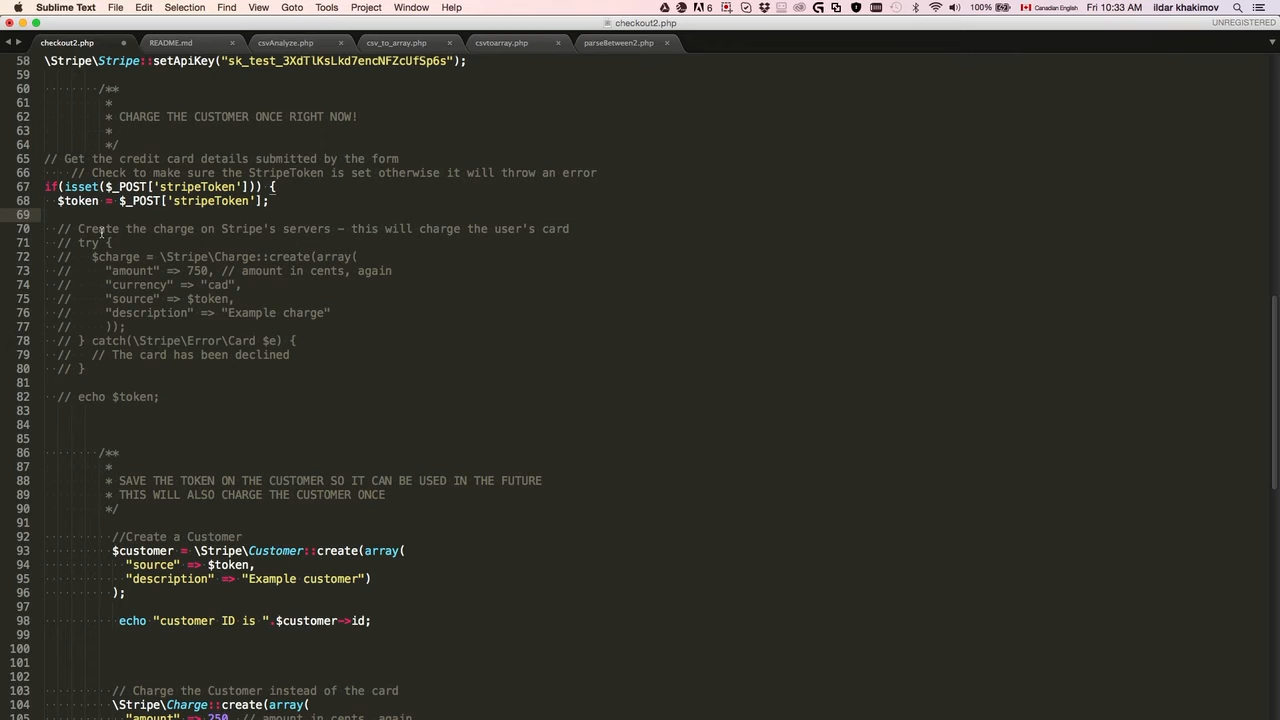 Sublime Text File Edit Selection Find View Goto Tools Project Window Help 6 100% Canadian English Fri 10:33 AM ildar khakimov
checkout2.php UNREGISTERED
checkout2.php README.md csvAnalyze.php csv_to_array.php csvtoarray.php parseBetween2.php
58 \Stripe\Stripe::setApiKey("sk_test_3XdTlKsLkd7encNFZcUfSp6s");
59
60 /**
61 *
62 * CHARGE THE CUSTOMER ONCE RIGHT NOW!
63 *
64 */
65 // Get the credit card details submitted by the form
66 // Check to make sure the StripeToken is set otherwise it will throw an error
67 if(isset($_POST['stripeToken'])) {
68 $token = $_POST['stripeToken'];
69
70 // Create the charge on Stripe's servers - this will charge the user's card
71 // try {
72 // $charge = \Stripe\Charge::create(array(
73 // "amount" => 750, // amount in cents, again
74 // "currency" => "cad",
75 // "source" => $token,
76 // "description" => "Example charge"
77 // ));
78 // } catch(\Stripe\Error\Card $e) {
79 // // The card has been declined
80 // }
81
82 // echo $token;
83
84
85
86 /**
87 *
88 * SAVE THE TOKEN ON THE CUSTOMER SO IT CAN BE USED IN THE FUTURE
89 * THIS WILL ALSO CHARGE THE CUSTOMER ONCE
90 */
91
92 //Create a Customer
93 $customer = \Stripe\Customer::create(array(
94 "source" => $token,
95 "description" => "Example customer")
96 );
97
98 echo "customer ID is ".$customer->id;
99
100
101
102
103 // Charge the Customer instead of the card
104 \Stripe\Charge::create(array(
105 "amount" => 250, // amount in cents, again